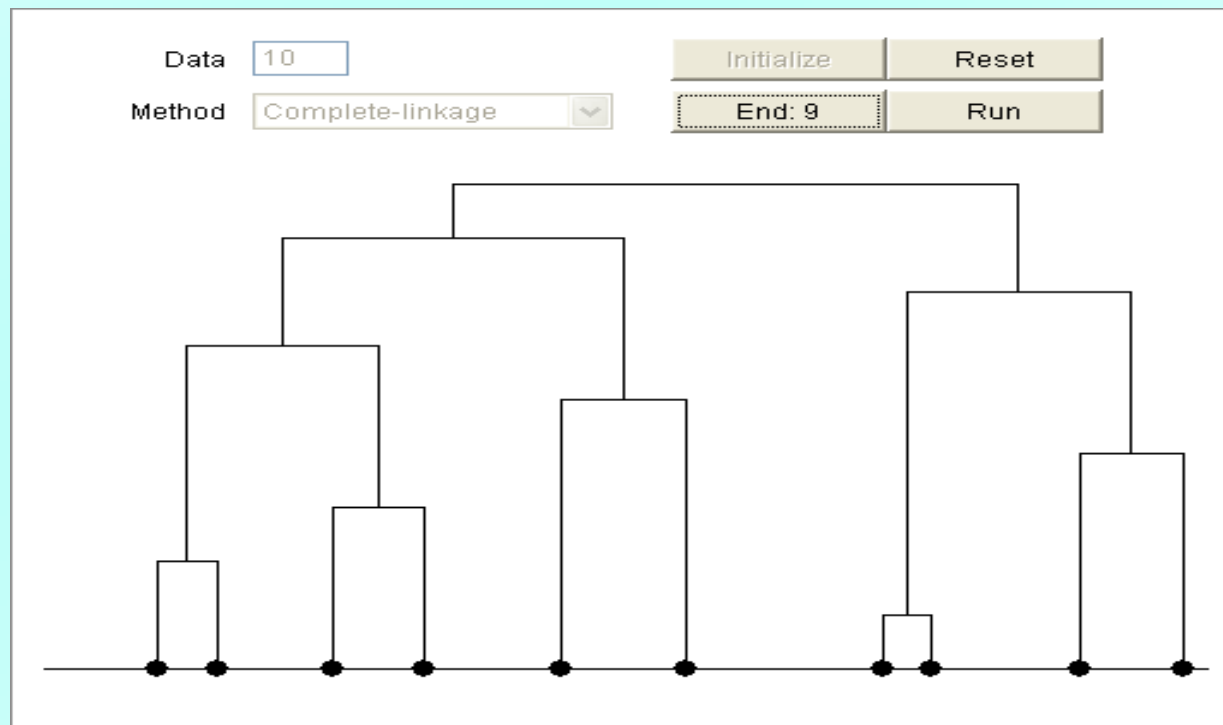 Data 10 Initialize Reset
Method Complete-linkage End: 9 Run